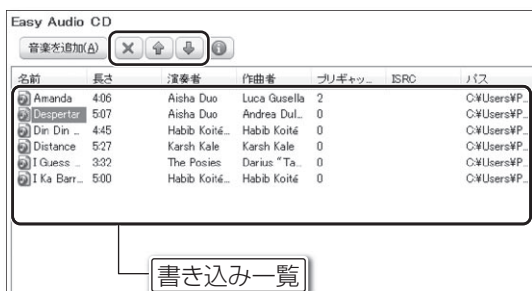 Easy Audio CD
音楽を追加(A)
名前 長さ 演奏者 作曲者 プリギャッ... ISRC パス
Amanda 4:06 Aisha Duo Luca Gusella 2 C:¥Users¥P...
Despertar 5:07 Aisha Duo Andrea Dul... 0 C:¥Users¥P...
Din Din ... 4:45 Habib Koité... Habib Koité 0 C:¥Users¥P...
Distance 5:27 Karsh Kale Karsh Kale 0 C:¥Users¥P...
I Guess ... 3:32 The Posies Darius "Ta... 0 C:¥Users¥P...
I Ka Barr... 5:00 Habib Koité... Habib Koité 0 C:¥Users¥P...
書き込み一覧